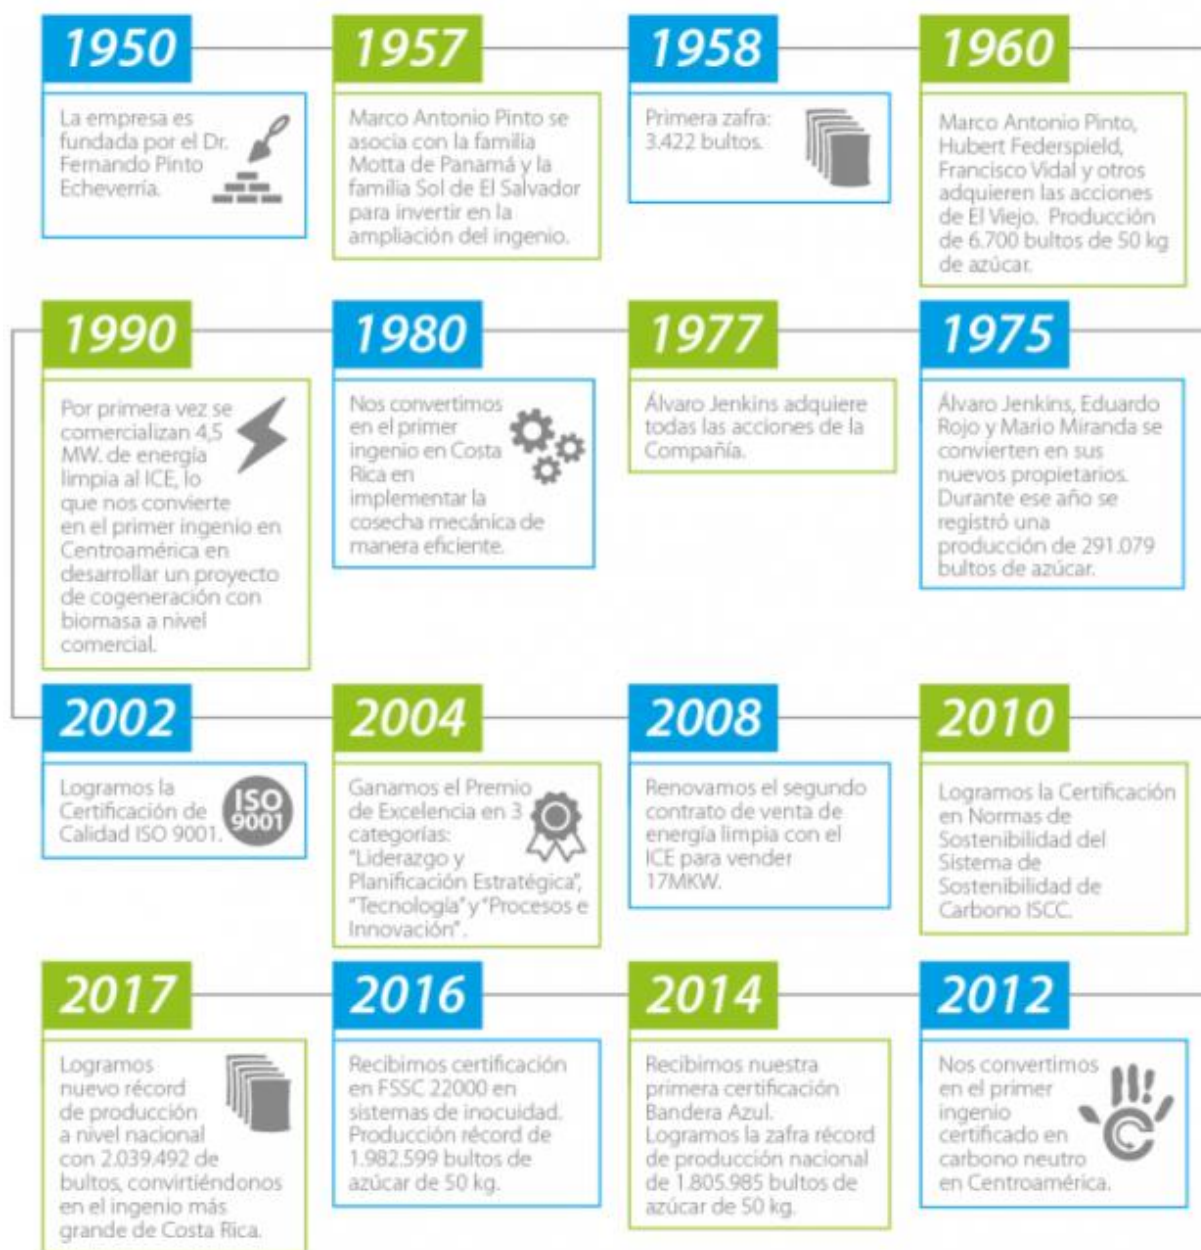 1950
La empresa es
fundada por el Dr.
Fernando Pinto
Echeverría.
1957
Marco Antonio Pinto se
asocia con la familia
Motta de Panamá y la
familia Sol de El Salvador
para invertir en la
ampliación del ingenio.
1958
Primera zafra:
3.422 bultos.
1960
Marco Antonio Pinto,
Hubert Federspield,
Francisco Vidal y otros
adquieren las acciones
de El Viejo. Producción
de 6.700 bultos de 50 kg
de azúcar.
1975
Álvaro Jenkins, Eduardo
Rojo y Mario Miranda se
convierten en sus
nuevos propietarios.
Durante ese año se
registró una
producción de 291.079
bultos de azúcar.
1977
Álvaro Jenkins adquiere
todas las acciones de la
Compañía.
1980
Nos convertimos
en el primer
ingenio en Costa
Rica en
implementar la
cosecha mecánica de
manera eficiente.
1990
Por primera vez se
comercializan 4,5
MW. de energía
limpia al ICE, lo
que nos convierte
en el primer ingenio en
Centroamérica en
desarrollar un proyecto
de cogeneración con
biomasa a nivel
comercial.
2002
Logramos la
Certificación de
Calidad ISO 9001.
ISO
9001
2004
Ganamos el Premio
de Excelencia en 3
categorías:
"Liderazgo y
Planificación Estratégica",
"Tecnología" y "Procesos e
Innovación".
2008
Renovamos el segundo
contrato de venta de
energía limpia con el
ICE para vender
17MKW.
2010
Logramos la Certificación
en Normas de
Sostenibilidad del
Sistema de
Sostenibilidad de
Carbono ISCC.
2012
Nos convertimos
en el primer
ingenio
certificado en
carbono neutro
en Centroamérica.
2014
Recibimos nuestra
primera certificación
Bandera Azul.
Logramos la zafra récord
de producción nacional
de 1.805.985 bultos de
azúcar de 50 kg.
2016
Recibimos certificación
en FSSC 22000 en
sistemas de inocuidad.
Producción récord de
1.982.599 bultos de
azúcar de 50 kg.
2017
Logramos
nuevo récord
de producción
a nivel nacional
con 2.039.492 de
bultos, convirtiéndonos
en el ingenio más
grande de Costa Rica.